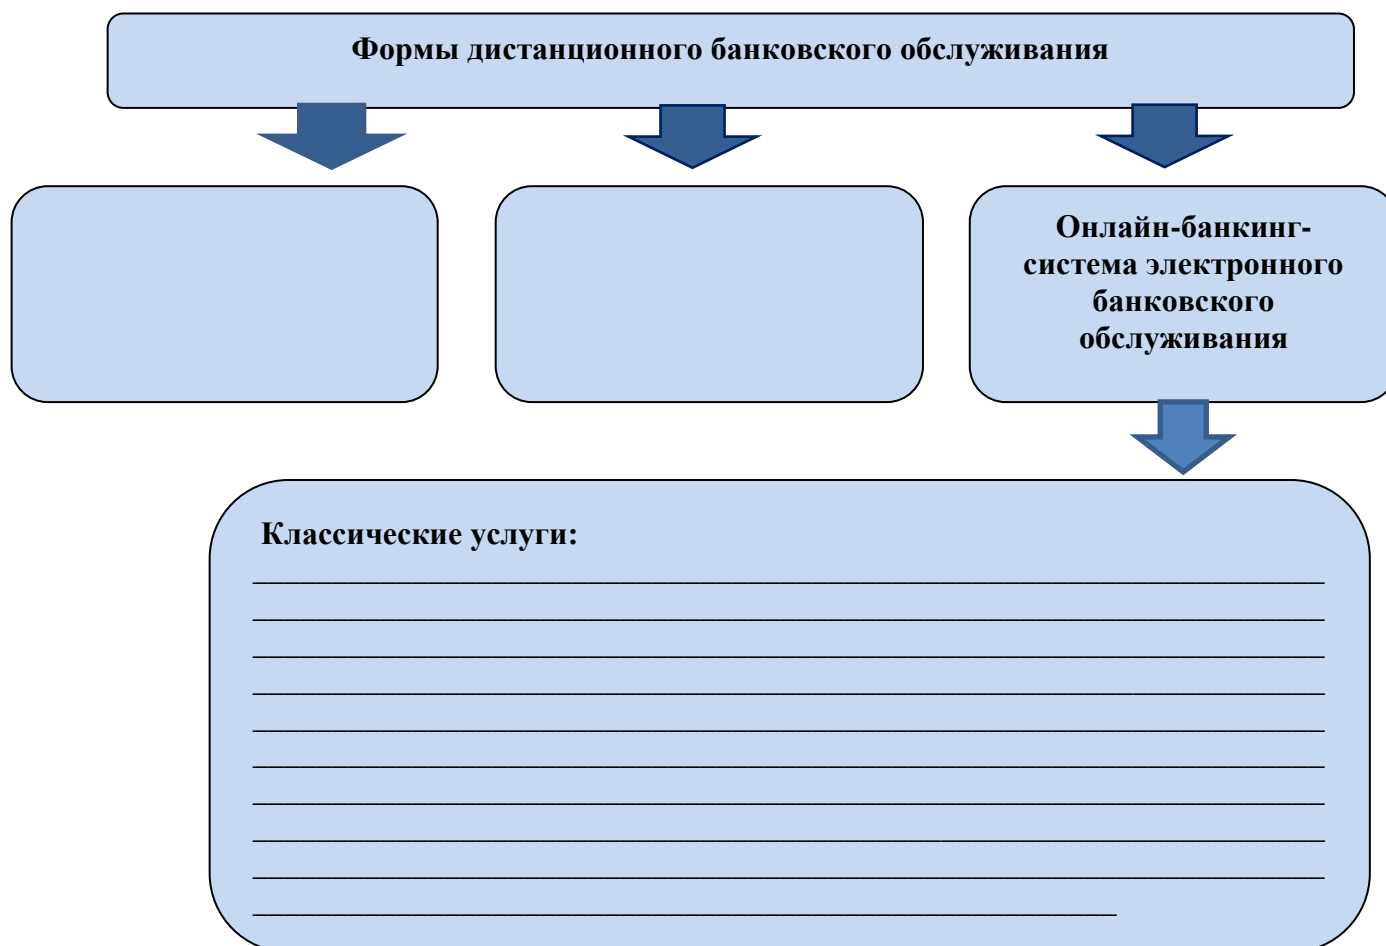 Формы дистанционного банковского обслуживания
Онлайн-банкинг-
система электронного
банковского
обслуживания
Классические услуги: